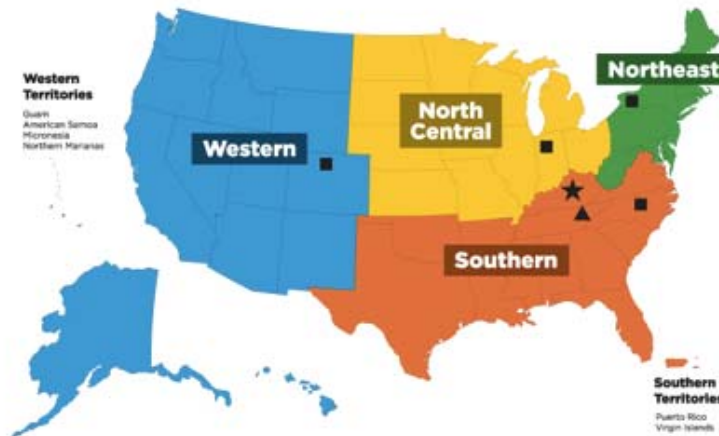 Western
Territories
Guam
American Samoa
Micronesia
Northern Marianas
Northeast
North
Central
Western
Southern
Southern
Territories
Puerto Rico
Virgin Islands